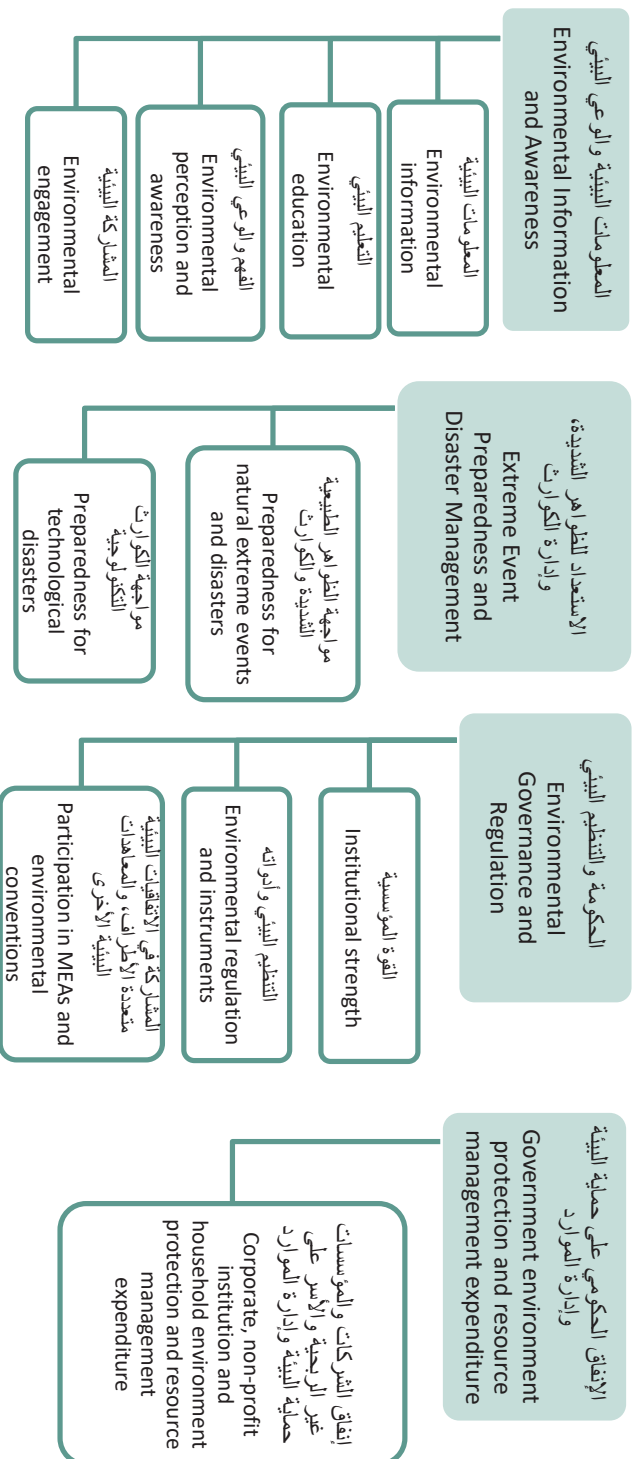 المعلومات البيئية والوعي البيئي
Environmental Information
and Awareness
المعلومات البيئية
Environmental
information
التعليم البيئي
Environmental
education
الفهم والوعي البيئي
Environmental
perception and
awareness
المشاركة البيئية
Environmental
engagement
الاستعداد للظواهر الشديدة،
وإدارة الكوارث
Extreme Event
Preparedness and
Disaster Management
مواجهة الظواهر الطبيعية
الشديدة والكوارث
Preparedness for
natural extreme events
and disasters
مواجهة الكوارث
التكنولوجية
Preparedness for
technological
disasters
الحكومة والتنظيم البيئي
Environmental
Governance and
Regulation
القوة المؤسسية
Institutional strength
التنظيم البيئي وأدواته
Environmental regulation
and instruments
المشاركة في الاتفاقيات البيئية
متعددة الأطراف، والمعاهدات
البيئية الأخرى
Participation in MEAs and
environmental
conventions
الإنفاق الحكومي على حماية البيئة
وإدارة الموارد
Government environment
protection and resource
management expenditure
إنفاق الشركات والمؤسسات
غير الربحية والأسر على
حماية البيئة وإدارة الموارد
Corporate, non-profit
institution and
household environment
protection and resource
management
expenditure